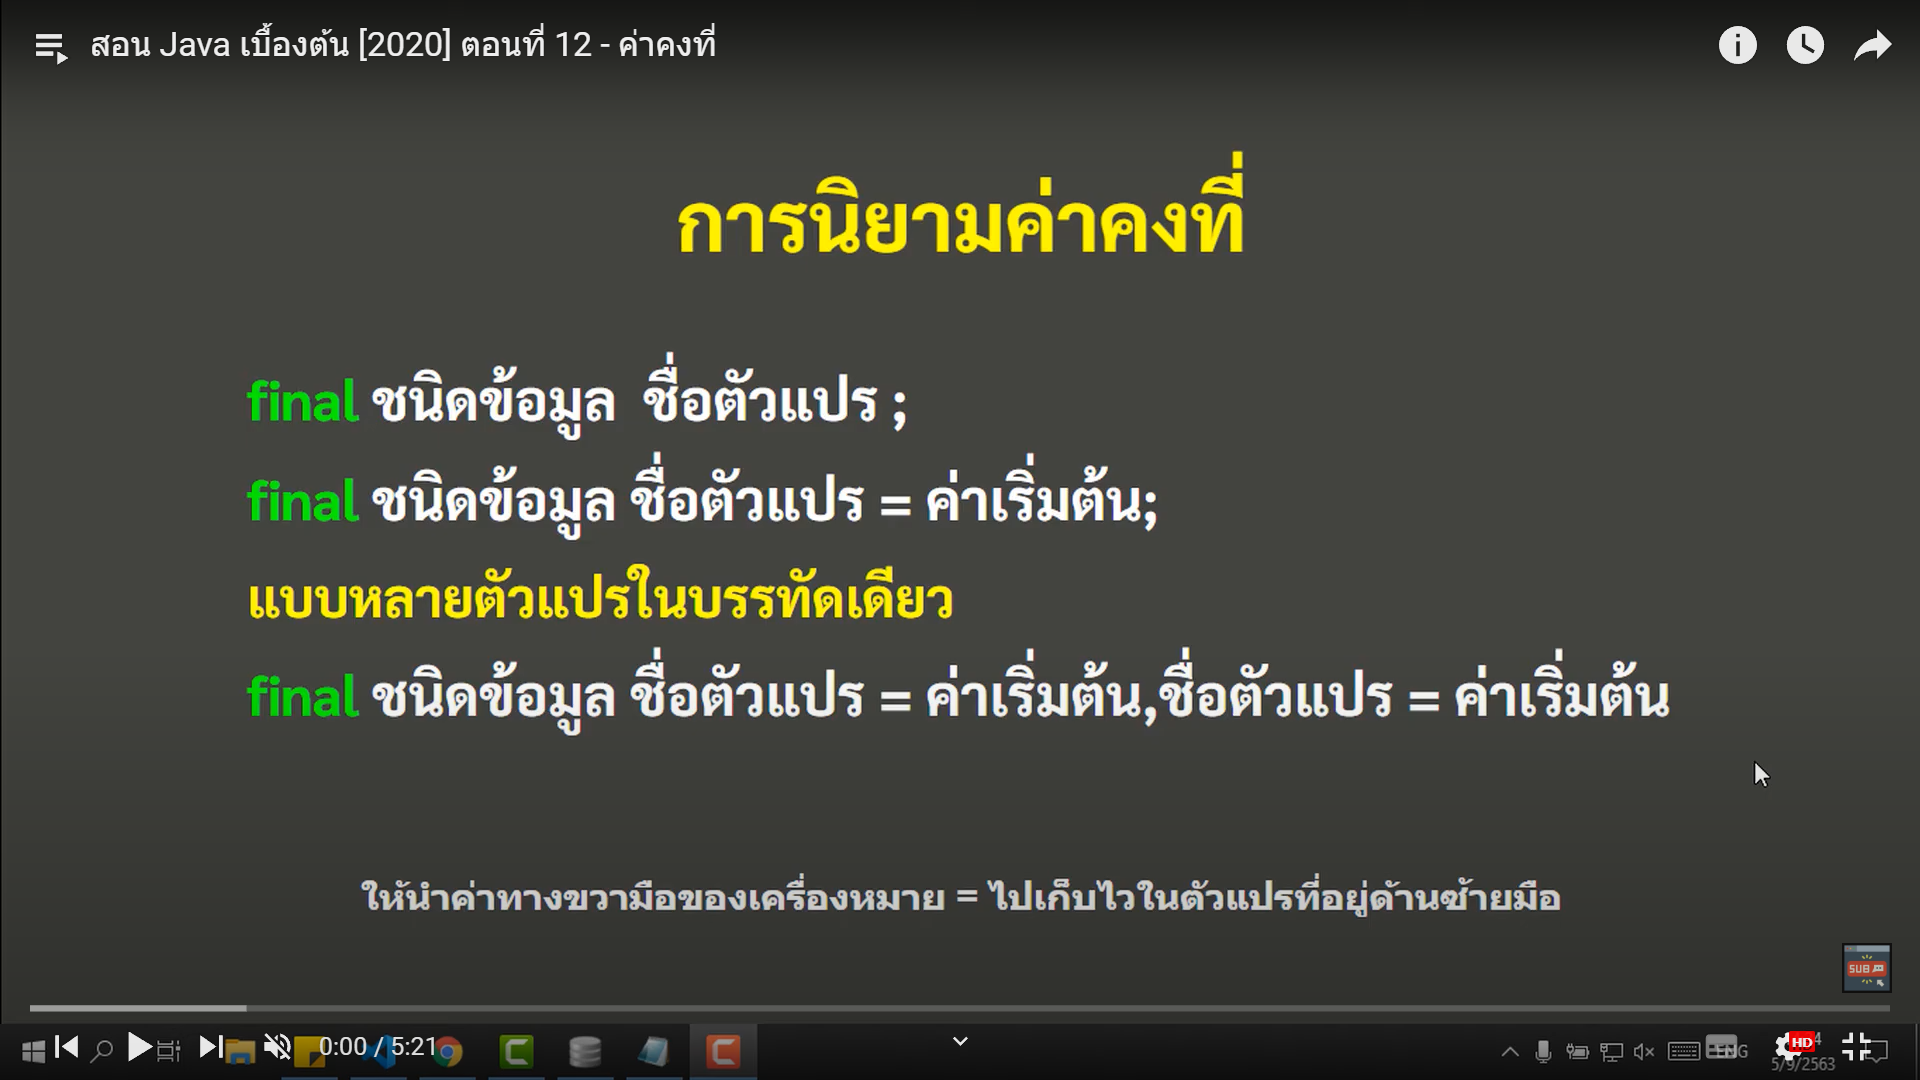 สอน Java เบื้องต้น [2020] ตอนที่ 12 - ค่าคงที่
การนิยามค่าคงที่
final ชนิดข้อมูล ชื่อตัวแปร ;
final ชนิดข้อมูล ชื่อตัวแปร = ค่าเริ่มต้น;
แบบหลายตัวแปรในบรรทัดเดียว
final ชนิดข้อมูล ชื่อตัวแปร = ค่าเริ่มต้น,ชื่อตัวแปร = ค่าเริ่มต้น
ให้นำค่าทางขวามือของเครื่องหมาย = ไปเก็บไวในตัวแปรที่อยู่ด้านซ้ายมือ
SUB
0:00 / 5:21
ENG
HD
5/9/2563